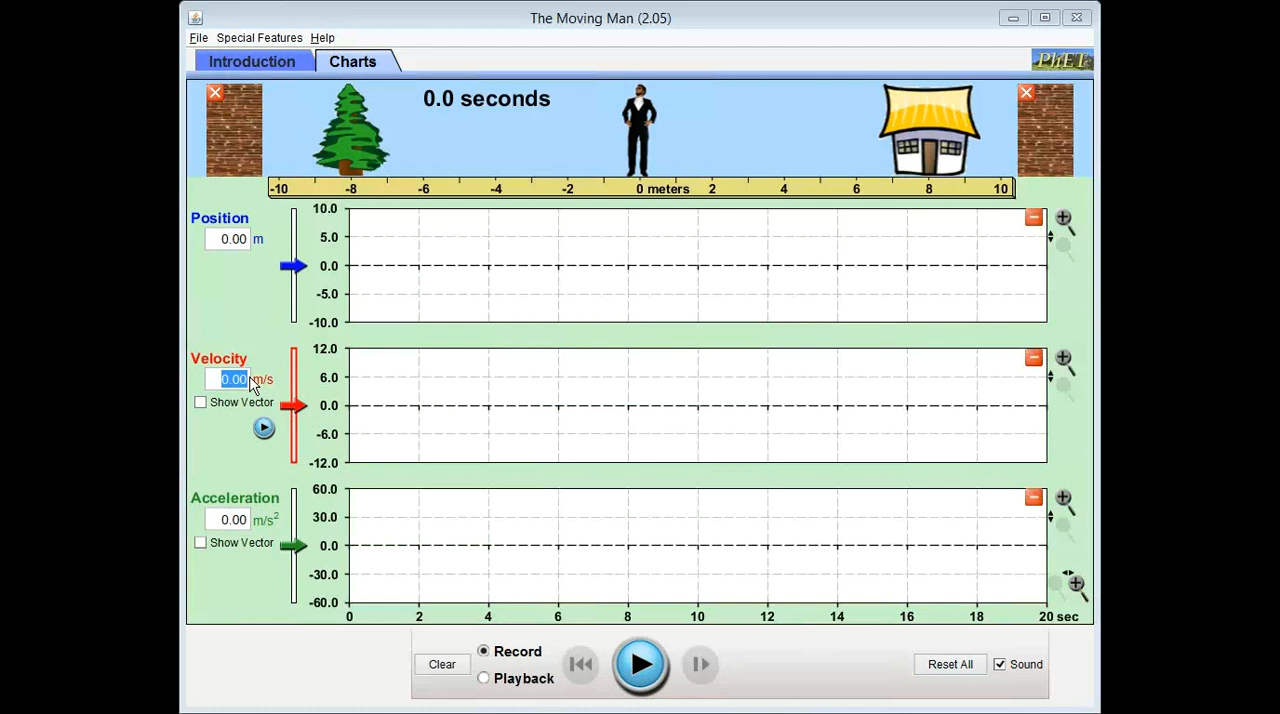 The Moving Man (2.05)
File Special Features Help
Introduction Charts PhET
0.0 seconds
-10 -8 -6 -4 -2 0 meters 2 4 6 8 10
Position
0.00 m
10.0
5.0
0.0
-5.0
-10.0
Velocity
0.00 m/s
Show Vector
12.0
6.0
0.0
-6.0
-12.0
Acceleration
0.00 m/s²
Show Vector
60.0
30.0
0.0
-30.0
-60.0
0 2 4 6 8 10 12 14 16 18 20 sec
Clear
Record
Playback
Reset All
Sound